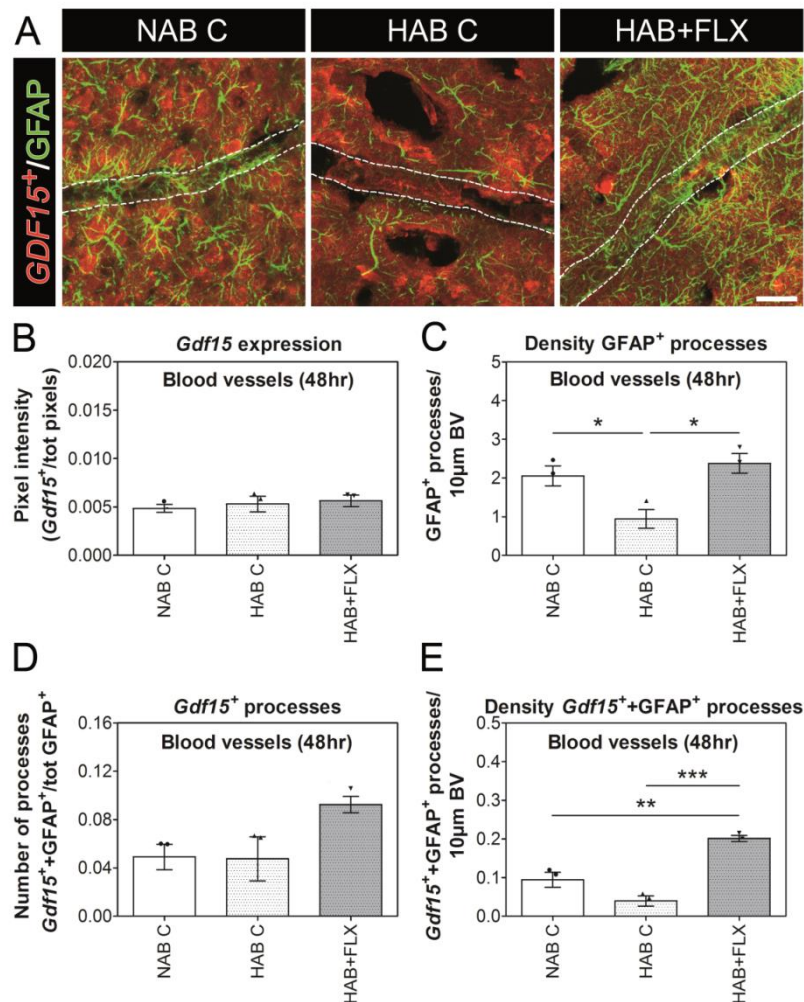 A
NAB C
HAB C
HAB+FLX
GDF15⁺/GFAP
B
Gdf15 expression
Blood vessels (48hr)
Pixel intensity
(Gdf15⁺/tot pixels)
0.020
0.015
0.010
0.005
0.000
NAB C
HAB C
HAB+FLX
C
Density GFAP⁺ processes
Blood vessels (48hr)
GFAP⁺ processes/
10µm BV
5
4
3
2
1
0
*
*
NAB C
HAB C
HAB+FLX
D
Gdf15⁺ processes
Blood vessels (48hr)
Number of processes
Gdf15⁺+GFAP⁺/tot GFAP⁺
0.16
0.12
0.08
0.04
0.00
NAB C
HAB C
HAB+FLX
E
Density Gdf15⁺+GFAP⁺ processes
Blood vessels (48hr)
Gdf15⁺+GFAP⁺ processes/
10µm BV
0.5
0.4
0.3
0.2
0.1
0.0
***
**
NAB C
HAB C
HAB+FLX